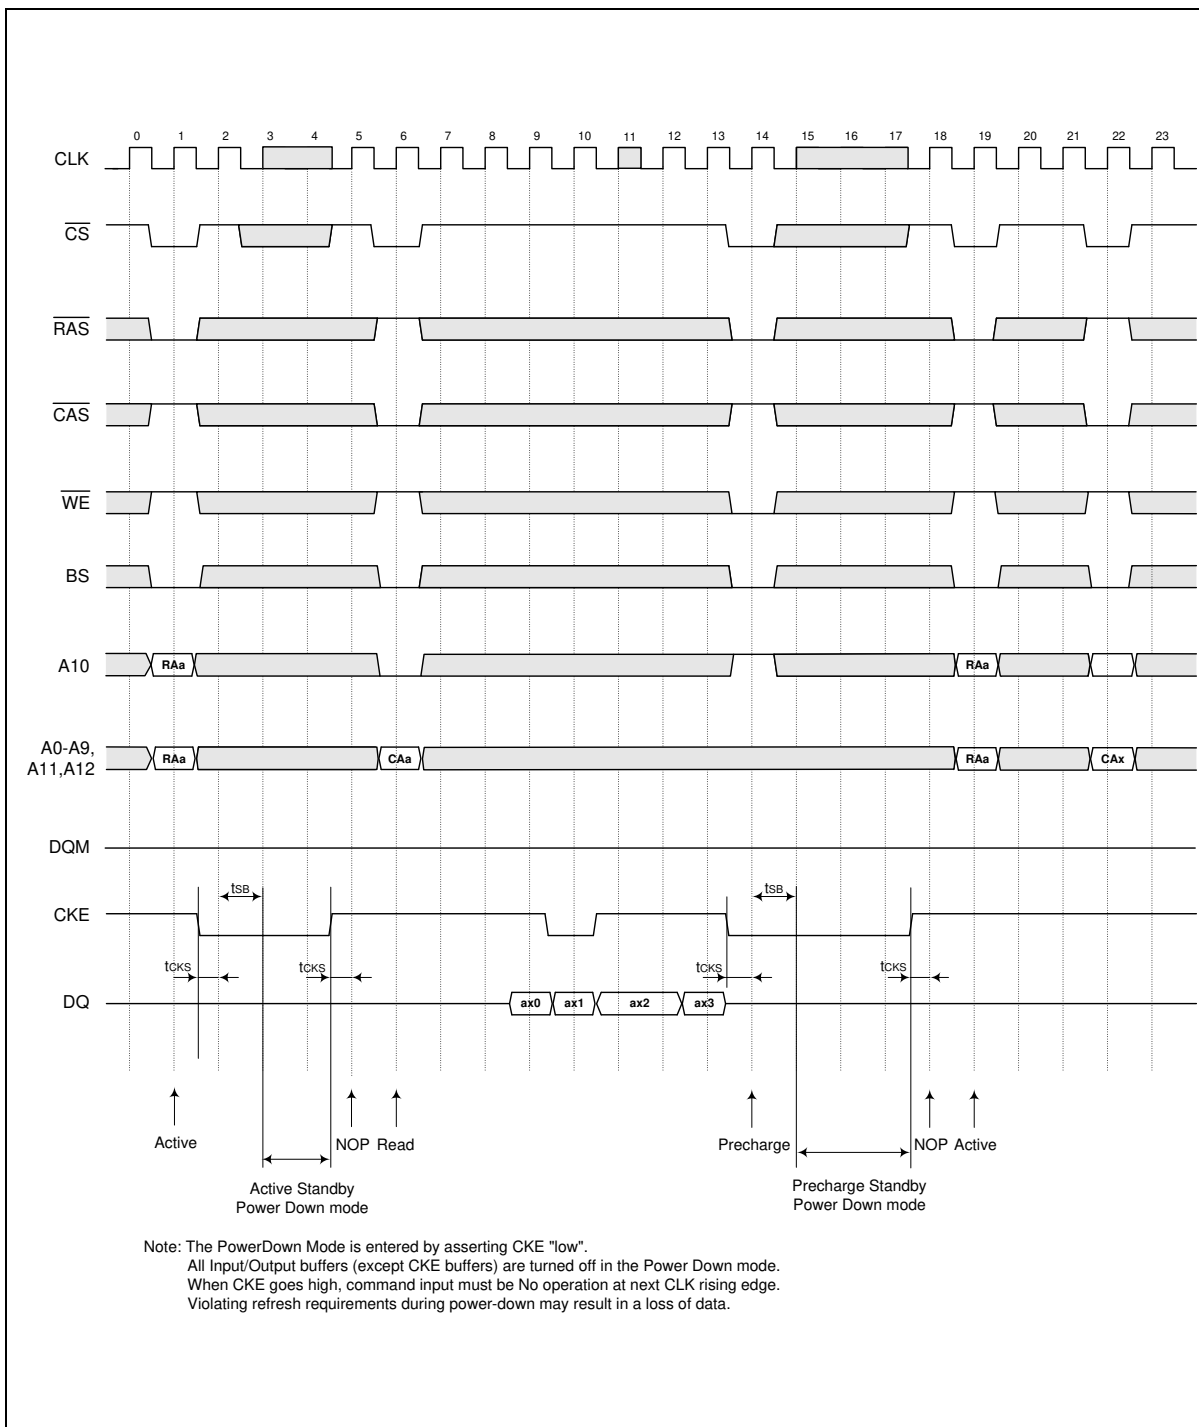 0 1 2 3 4 5 6 7 8 9 10 11 12 13 14 15 16 17 18 19 20 21 22 23
CLK
CS
RAS
CAS
WE
BS
A10 RAa RAa
A0-A9,
A11,A12 RAa CAa RAa CAx
DQM
tSB tSB
CKE
tCKS tCKS tCKS tCKS
DQ ax0 ax1 ax2 ax3
Active NOP Read Precharge NOP Active
Active Standby
Power Down mode
Precharge Standby
Power Down mode
Note: The PowerDown Mode is entered by asserting CKE "low".
All Input/Output buffers (except CKE buffers) are turned off in the Power Down mode.
When CKE goes high, command input must be No operation at next CLK rising edge.
Violating refresh requirements during power-down may result in a loss of data.